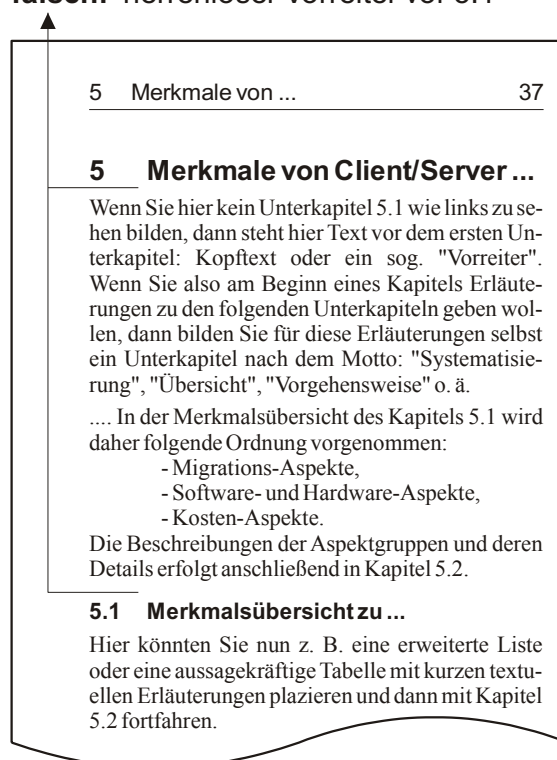 5 Merkmale von ... 37
5 Merkmale von Client/Server ...
Wenn Sie hier kein Unterkapitel 5.1 wie links zu se-
hen bilden, dann steht hier Text vor dem ersten Un-
terkapitel: Kopftext oder ein sog. "Vorreiter".
Wenn Sie also am Beginn eines Kapitels Erläute-
rungen zu den folgenden Unterkapiteln geben wol-
len, dann bilden Sie für diese Erläuterungen selbst
ein Unterkapitel nach dem Motto: "Systematisie-
rung", "Übersicht", "Vorgehensweise" o. ä.
.... In der Merkmalsübersicht des Kapitels 5.1 wird
daher folgende Ordnung vorgenommen:
- Migrations-Aspekte,
- Software- und Hardware-Aspekte,
- Kosten-Aspekte.
Die Beschreibungen der Aspektgruppen und deren
Details erfolgt anschließend in Kapitel 5.2.
5.1 Merkmalsübersicht zu ...
Hier könnten Sie nun z. B. eine erweiterte Liste
oder eine aussagekräftige Tabelle mit kurzen textu-
ellen Erläuterungen plazieren und dann mit Kapitel
5.2 fortfahren.